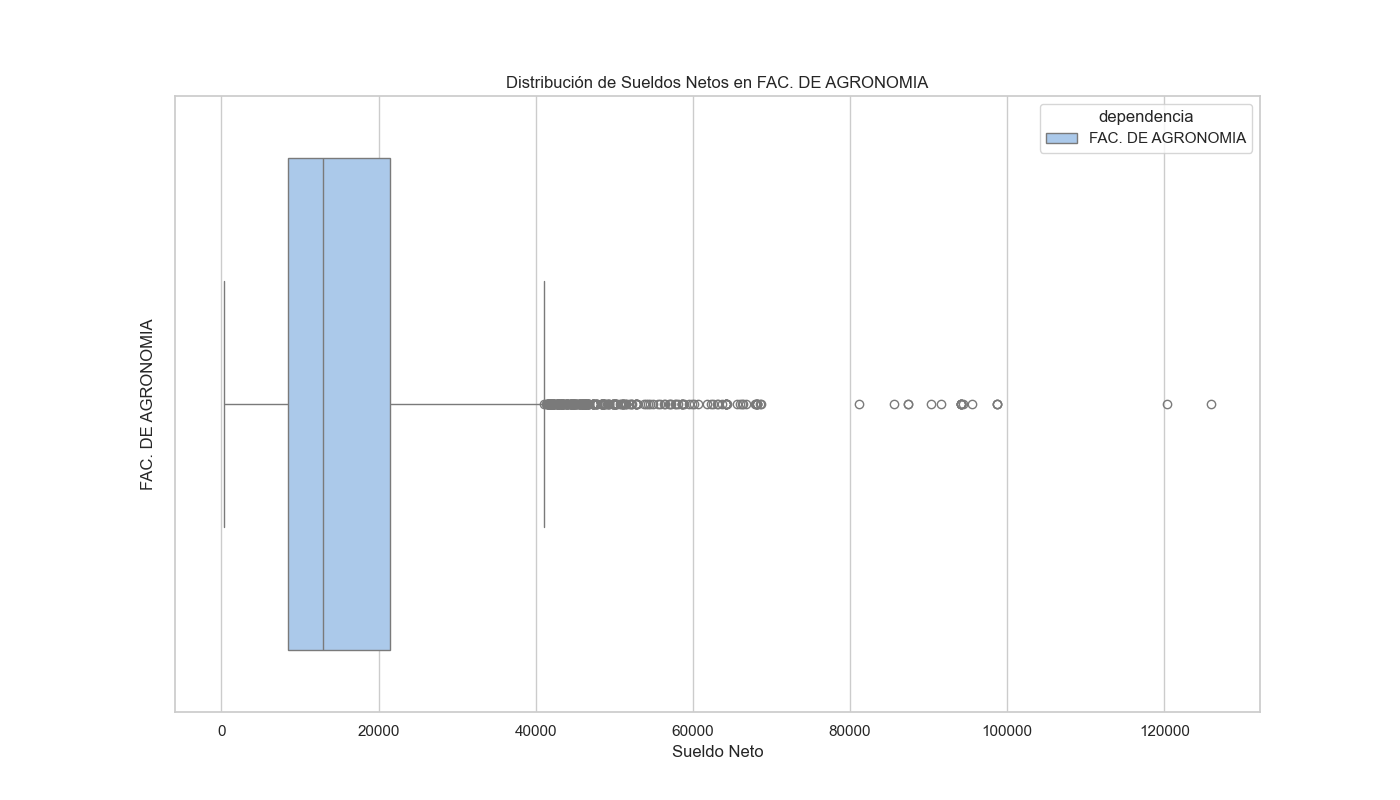 Distribución de Sueldos Netos en FAC. DE AGRONOMIA
dependencia
FAC. DE AGRONOMIA
FAC. DE AGRONOMIA
0
20000
40000
60000
80000
100000
120000
Sueldo Neto